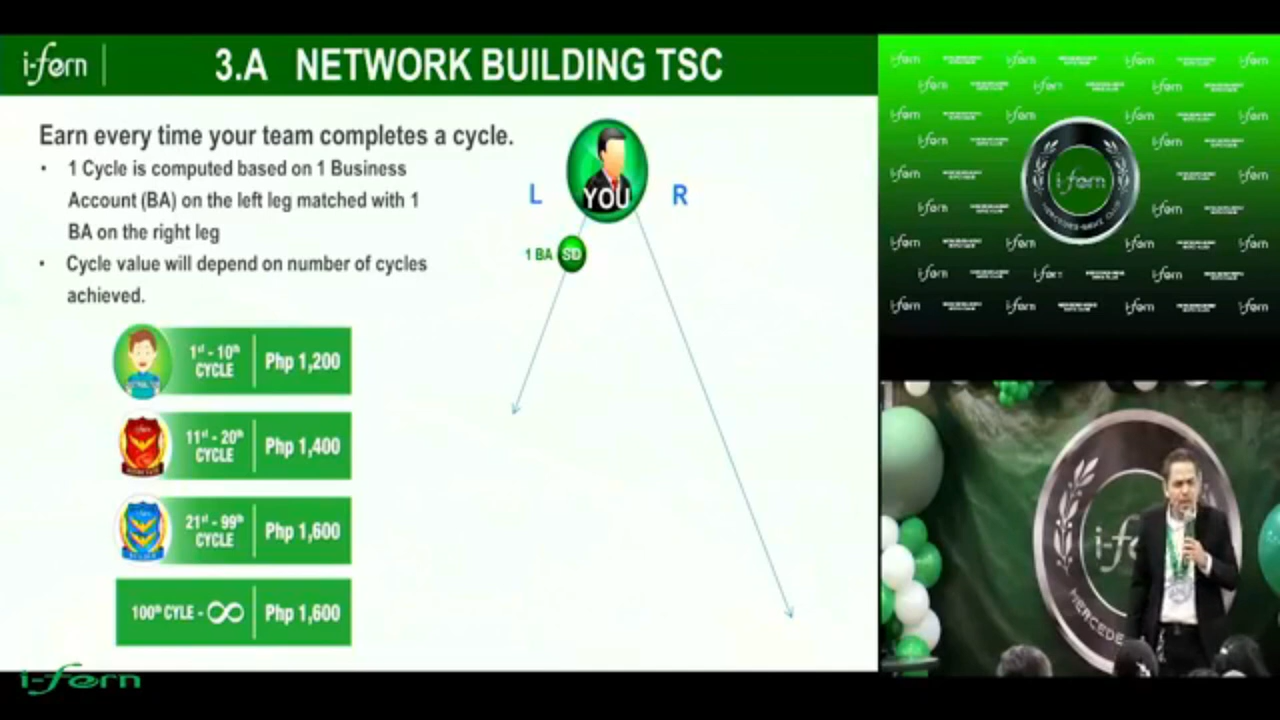 i-fern
3.A NETWORK BUILDING TSC
Earn every time your team completes a cycle.
• 1 Cycle is computed based on 1 Business
Account (BA) on the left leg matched with 1
BA on the right leg
• Cycle value will depend on number of cycles
achieved.
L
YOU
R
1 BA SD
1st - 10th
CYCLE
Php 1,200
11st - 20th
CYCLE
Php 1,400
21st - 99th
CYCLE
Php 1,600
100th CYLE - ∞
Php 1,600
i-fern
i-fern
i-fe
MERCEDE